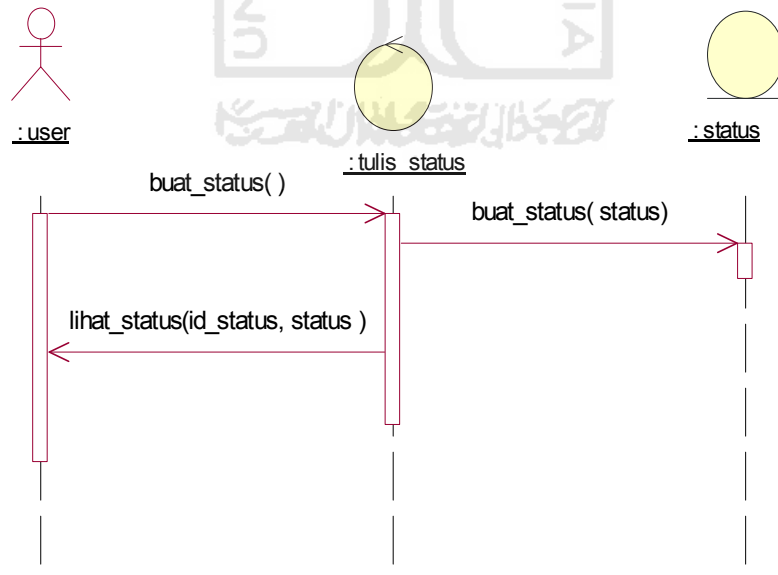 : user
: tulis_status
: status
buat_status( )
buat_status( status)
lihat_status(id_status, status )